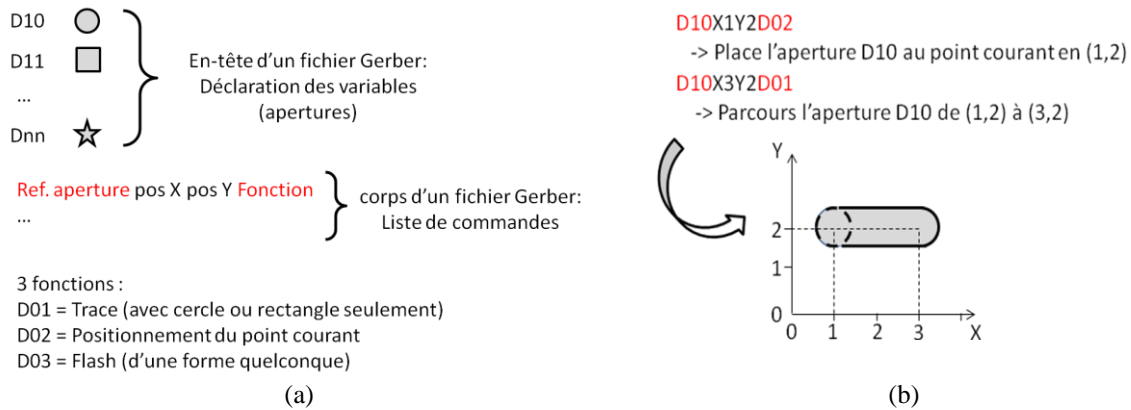 D10
D11
...
Dnn
En-tête d'un fichier Gerber:
Déclaration des variables
(apertures)
Ref. aperture pos X pos Y Fonction
...
corps d'un fichier Gerber:
Liste de commandes
3 fonctions :
D01 = Trace (avec cercle ou rectangle seulement)
D02 = Positionnement du point courant
D03 = Flash (d'une forme quelconque)
(a)
D10X1Y2D02
-> Place l'aperture D10 au point courant en (1,2)
D10X3Y2D01
-> Parcours l'aperture D10 de (1,2) à (3,2)
Y
2
1
0
0 1 2 3 X
(b)